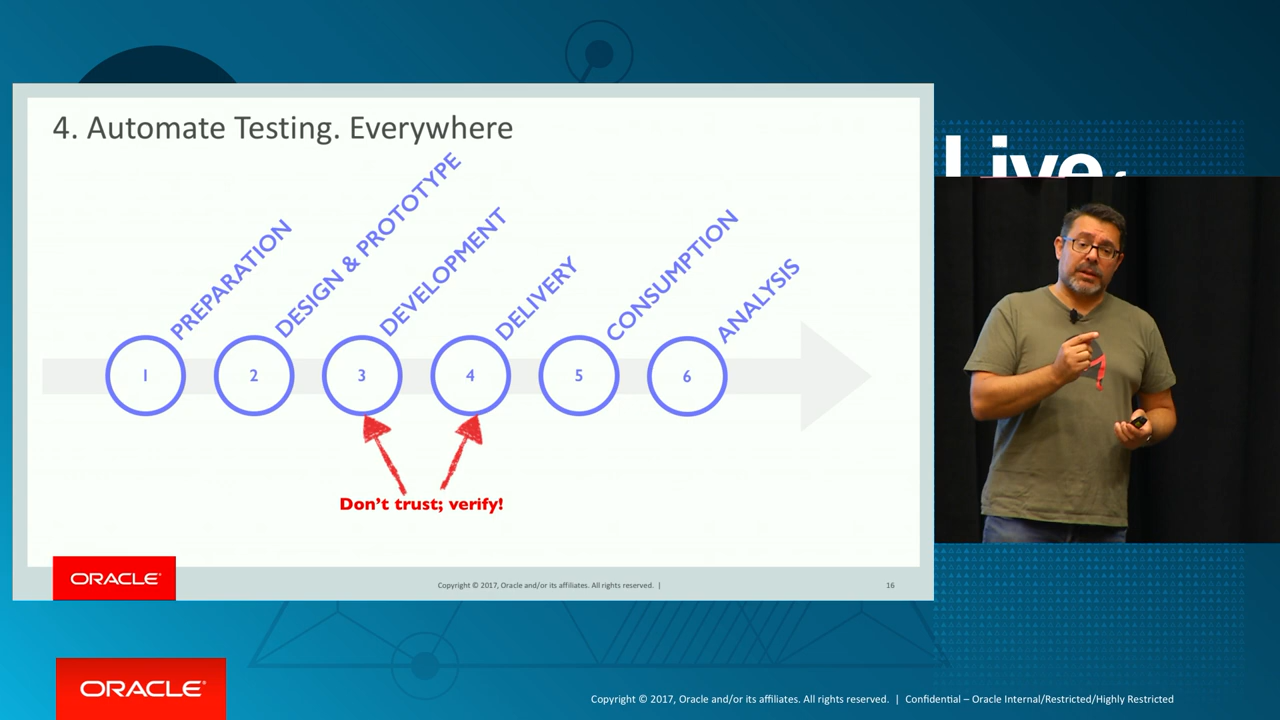 Live
4. Automate Testing. Everywhere
PREPARATION
DESIGN & PROTOTYPE
DEVELOPMENT
DELIVERY
CONSUMPTION
ANALYSIS
1
2
3
4
5
6
Don’t trust; verify!
ORACLE®
Copyright © 2017, Oracle and/or its affiliates. All rights reserved. |
16
ORACLE®
Copyright © 2017, Oracle and/or its affiliates. All rights reserved. | Confidential – Oracle Internal/Restricted/Highly Restricted